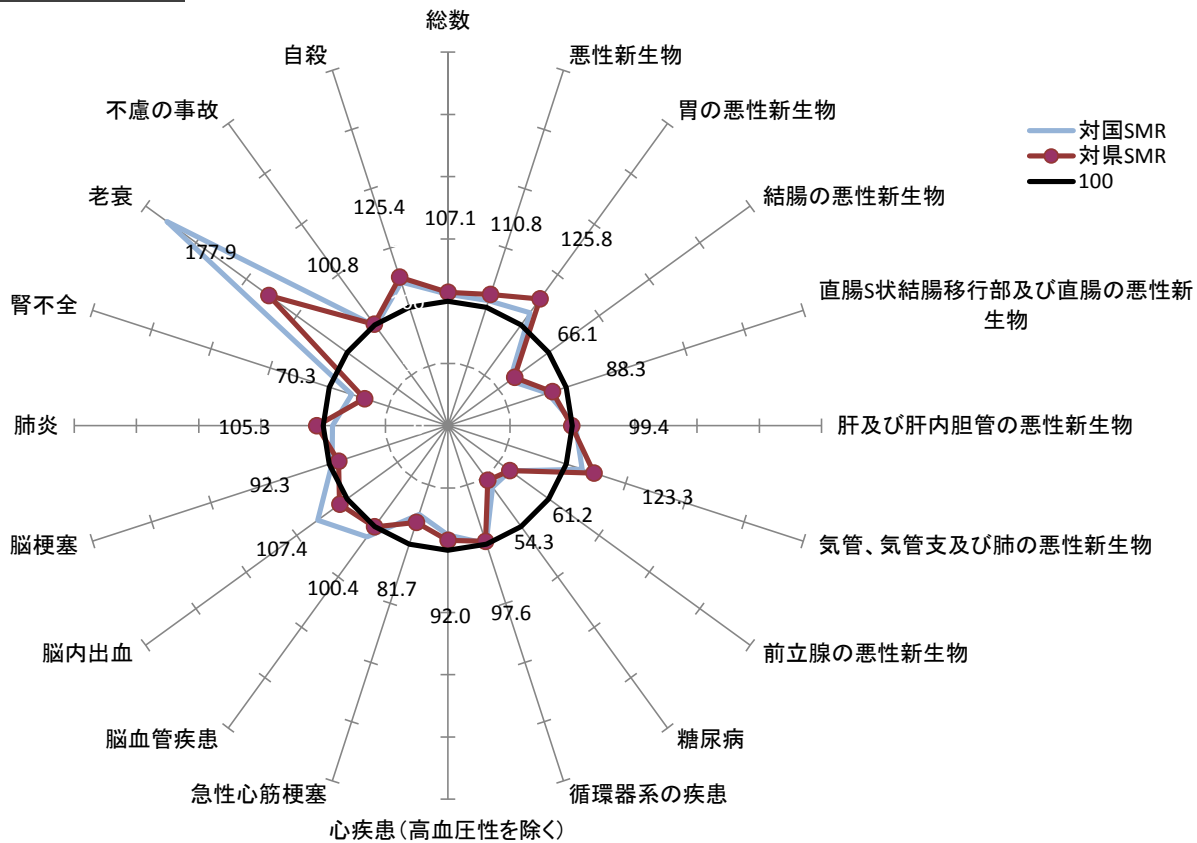 総数
自殺
悪性新生物
不慮の事故
胃の悪性新生物
対国SMR
対県SMR
100
老衰
結腸の悪性新生物
125.4
107.1
110.8
125.8
177.9
100.8
腎不全
直腸S状結腸移行部及び直腸の悪性新
生物
66.1
70.3
88.3
肺炎
105.3
99.4
肝及び肝内胆管の悪性新生物
92.3
123.3
脳梗塞
61.2
気管、気管支及び肺の悪性新生物
107.4
54.3
100.4
81.7
97.6
92.0
脳内出血
前立腺の悪性新生物
脳血管疾患
糖尿病
急性心筋梗塞
循環器系の疾患
心疾患(高血圧性を除く)